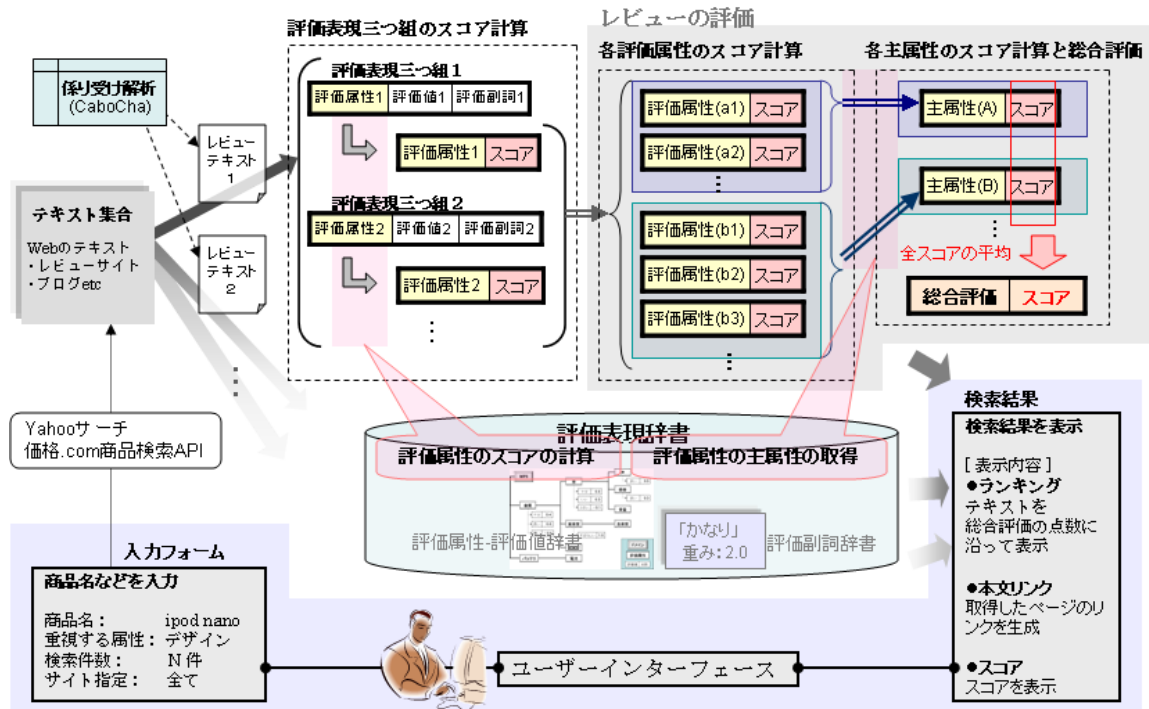 レビューの評価
評価表現三つ組のスコア計算
各評価属性のスコア計算
各主属性のスコア計算と総合評価
係り受け解析
(CaboCha)
レビュー
テキスト
1
レビュー
テキスト
2
テキスト集合
Webのテキスト
・レビューサイト
・ブログetc
評価表現三つ組1
評価属性1 評価値1 評価副詞1
評価属性1 スコア
評価表現三つ組2
評価属性2 評価値2 評価副詞2
評価属性2 スコア
⋮
評価属性(a1) スコア
評価属性(a2) スコア
⋮
評価属性(b1) スコア
評価属性(b2) スコア
評価属性(b3) スコア
⋮
主属性(A) スコア
主属性(B) スコア
⋮
全スコアの平均
総合評価 スコア
⋮
Yahooサーチ
価格.com商品検索API
評価表現辞書
評価属性のスコアの計算
評価属性の主属性の取得
評価属性-評価値辞書
「かなり」
重み:2.0
評価副詞辞書
入力フォーム
商品名などを入力
商品名: ipod nano
重視する属性: デザイン
検索件数: N 件
サイト指定: 全て
ユーザーインターフェース
検索結果
検索結果を表示
[ 表示内容 ]
●ランキング
テキストを
総合評価の点数に
沿って表示
●本文リンク
取得したページのリ
ンクを生成
●スコア
スコアを表示